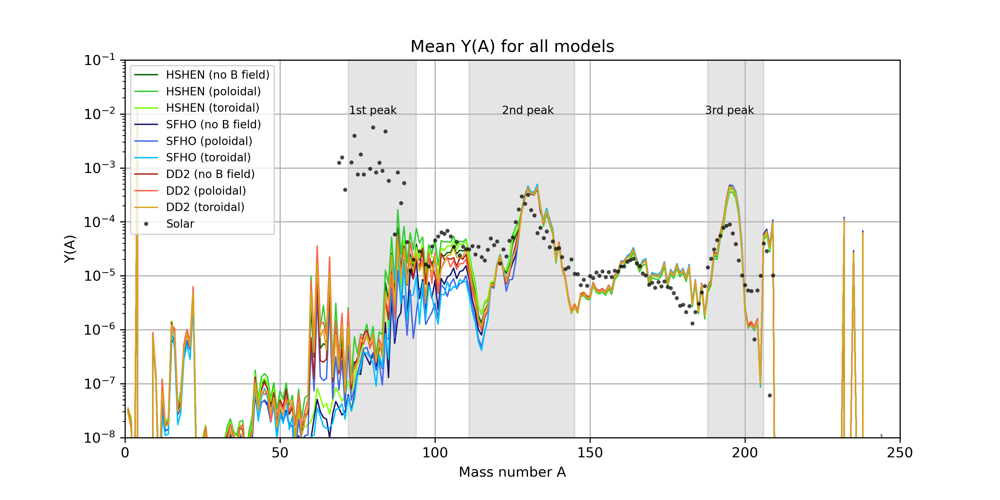 Mean Y(A) for all models
Y(A)
10⁻¹
10⁻²
10⁻³
10⁻⁴
10⁻⁵
10⁻⁶
10⁻⁷
10⁻⁸
HSHEN (no B field)
HSHEN (poloidal)
HSHEN (toroidal)
SFHO (no B field)
SFHO (poloidal)
SFHO (toroidal)
DD2 (no B field)
DD2 (poloidal)
DD2 (toroidal)
Solar
1st peak
2nd peak
3rd peak
0 50 100 150 200 250
Mass number A